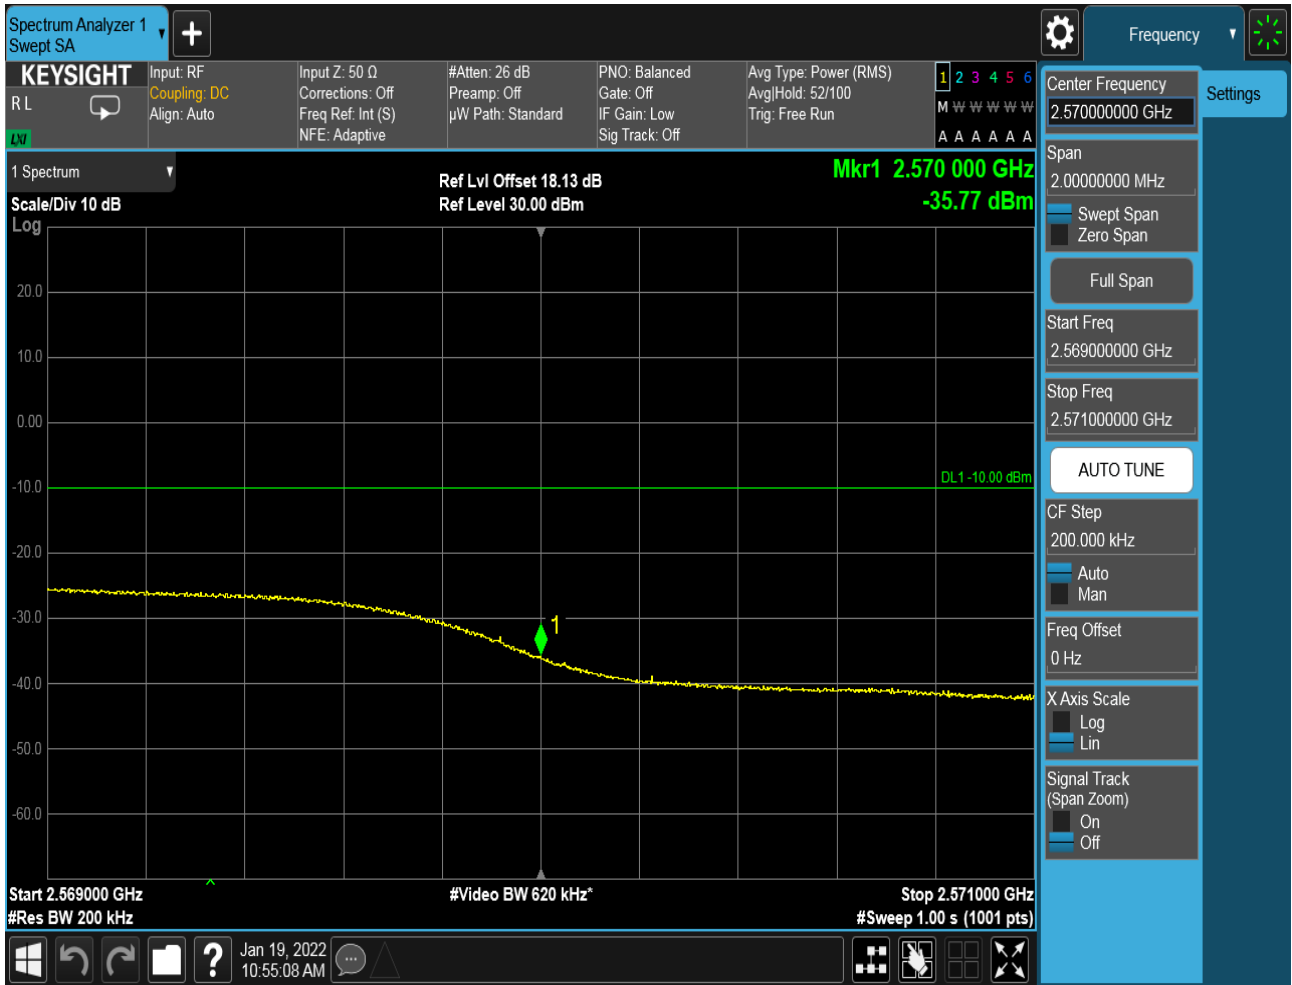 Spectrum Analyzer 1
Swept SA
Frequency
KEYSIGHT
R L
LXI
Input: RF
Coupling: DC
Align: Auto
Input Z: 50 Ω
Corrections: Off
Freq Ref: Int (S)
NFE: Adaptive
#Atten: 26 dB
Preamp: Off
µW Path: Standard
PNO: Balanced
Gate: Off
IF Gain: Low
Sig Track: Off
Avg Type: Power (RMS)
Avg|Hold: 52/100
Trig: Free Run
1 2 3 4 5 6
M W W W W W
A A A A A A
1 Spectrum
Scale/Div 10 dB
Log
Ref Lvl Offset 18.13 dB
Ref Level 30.00 dBm
Mkr1 2.570 000 GHz
-35.77 dBm
20.0
10.0
0.00
-10.0
-20.0
-30.0
-40.0
-50.0
-60.0
DL1 -10.00 dBm
1
Start 2.569000 GHz
#Res BW 200 kHz
#Video BW 620 kHz*
Stop 2.571000 GHz
#Sweep 1.00 s (1001 pts)
Jan 19, 2022
10:55:08 AM
Center Frequency
2.570000000 GHz
Settings
Span
2.00000000 MHz
Swept Span
Zero Span
Full Span
Start Freq
2.569000000 GHz
Stop Freq
2.571000000 GHz
AUTO TUNE
CF Step
200.000 kHz
Auto
Man
Freq Offset
0 Hz
X Axis Scale
Log
Lin
Signal Track
(Span Zoom)
On
Off